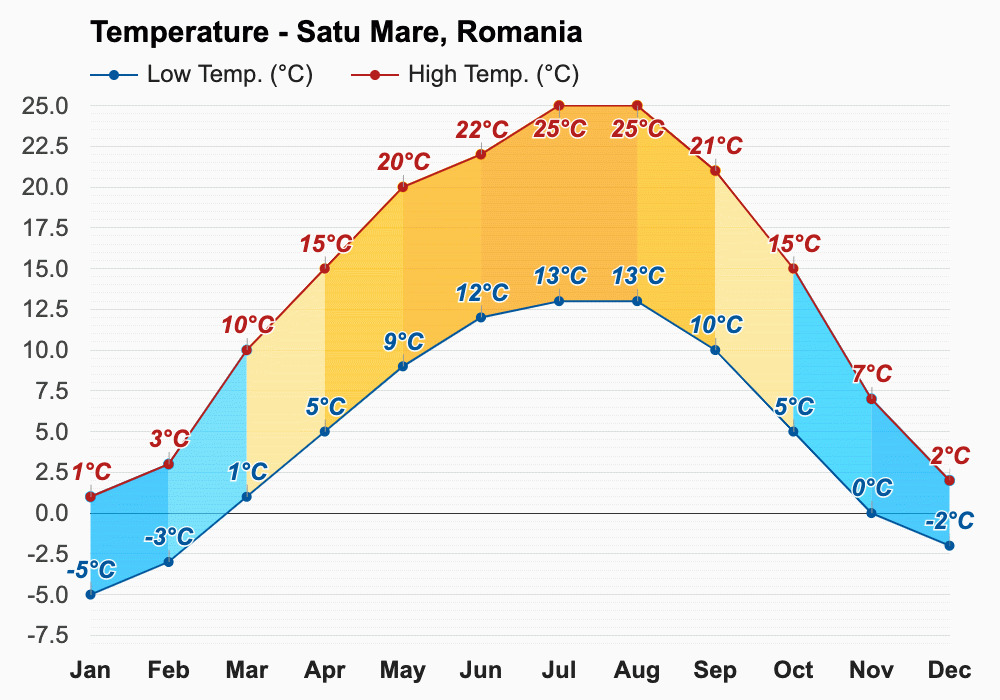 Temperature - Satu Mare, Romania
Low Temp. (°C) High Temp. (°C)
25.0
22.5
20.0
17.5
15.0
12.5
10.0
7.5
5.0
2.5
0.0
-2.5
-5.0
-7.5
1°C
3°C
10°C
15°C
20°C
22°C
25°C
25°C
21°C
15°C
7°C
2°C
-5°C
-3°C
1°C
5°C
9°C
12°C
13°C
13°C
10°C
5°C
0°C
-2°C
Jan Feb Mar Apr May Jun Jul Aug Sep Oct Nov Dec